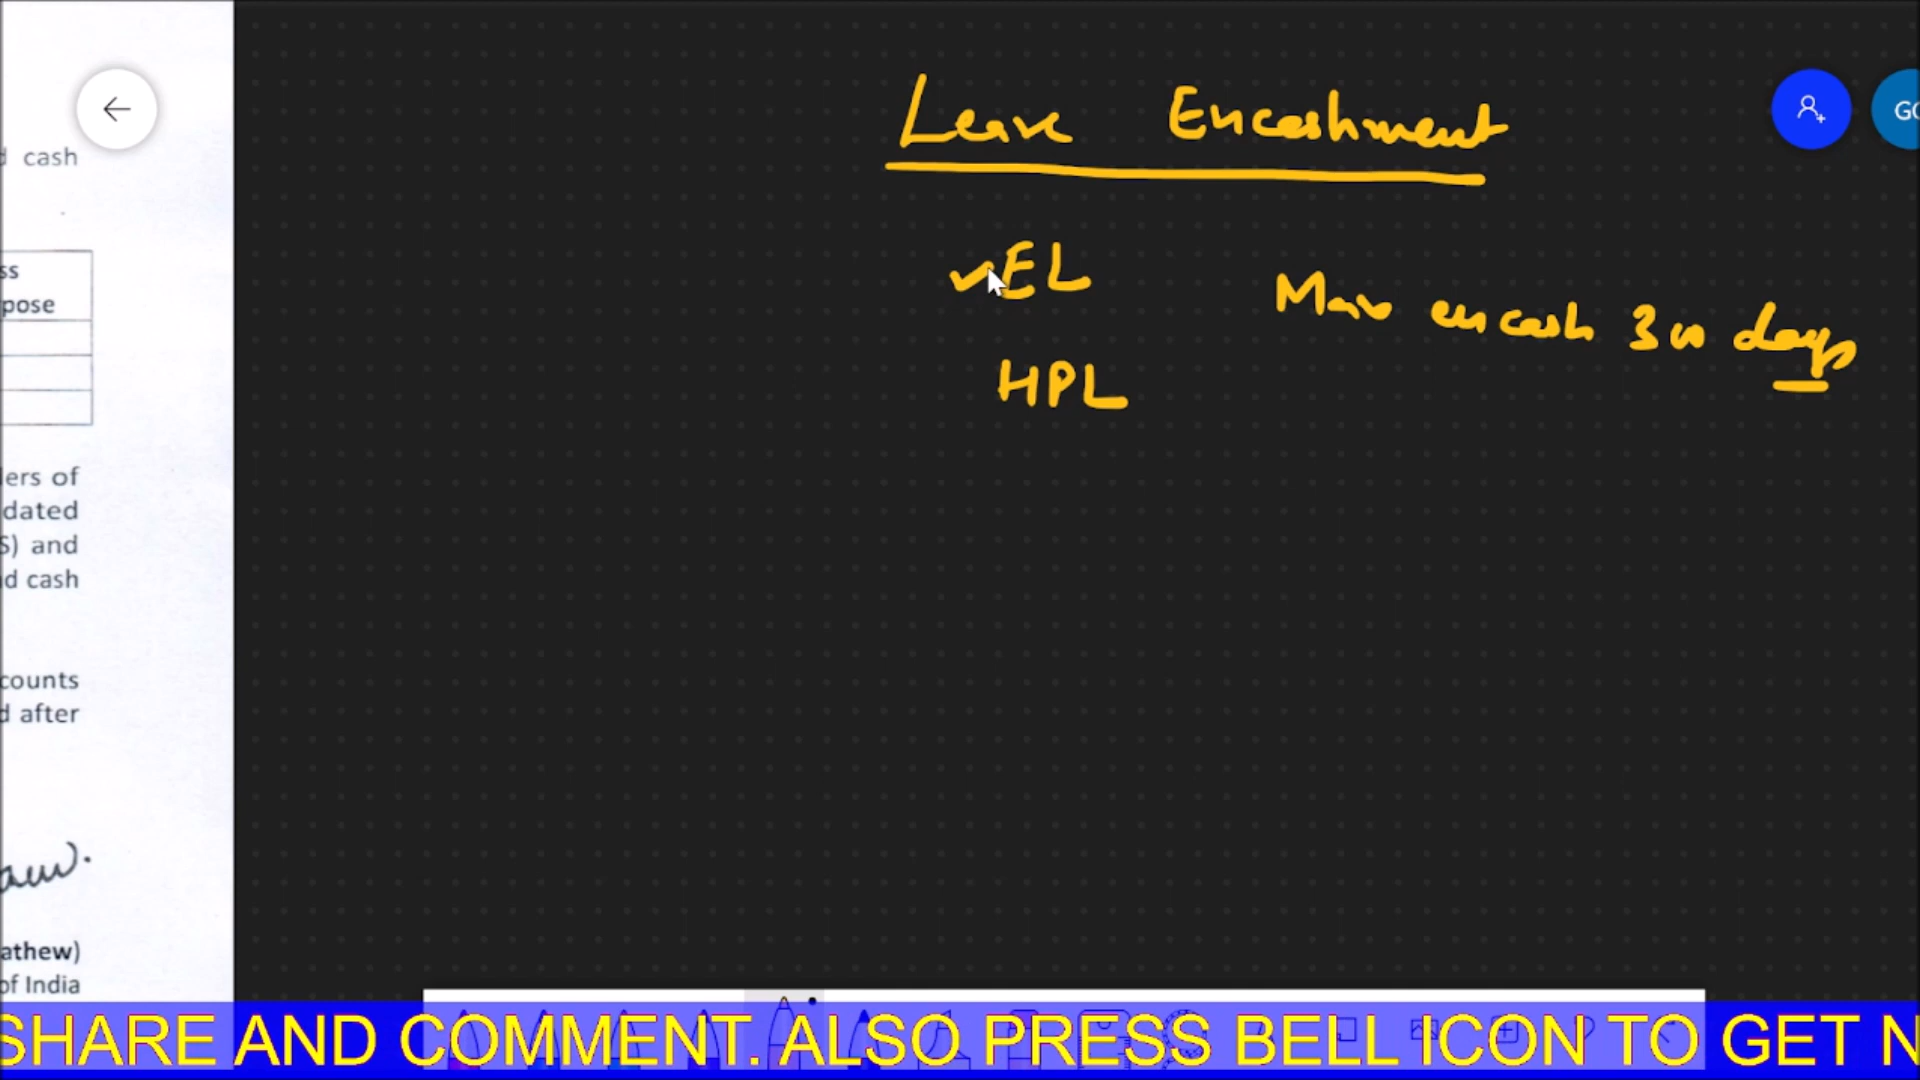 cash
ss
pose
ers of
dated
S) and
d cash
counts
d after
athew)
of India
Leave Encashment
EL
Max encash 300 days
HPL
GO
SHARE AND COMMENT. ALSO PRESS BELL ICON TO GET N